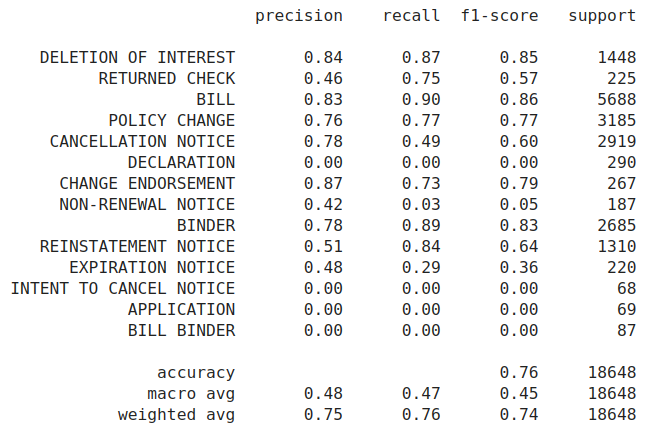 precision recall f1-score support
DELETION OF INTEREST 0.84 0.87 0.85 1448
RETURNED CHECK 0.46 0.75 0.57 225
BILL 0.83 0.90 0.86 5688
POLICY CHANGE 0.76 0.77 0.77 3185
CANCELLATION NOTICE 0.78 0.49 0.60 2919
DECLARATION 0.00 0.00 0.00 290
CHANGE ENDORSEMENT 0.87 0.73 0.79 267
NON-RENEWAL NOTICE 0.42 0.03 0.05 187
BINDER 0.78 0.89 0.83 2685
REINSTATEMENT NOTICE 0.51 0.84 0.64 1310
EXPIRATION NOTICE 0.48 0.29 0.36 220
INTENT TO CANCEL NOTICE 0.00 0.00 0.00 68
APPLICATION 0.00 0.00 0.00 69
BILL BINDER 0.00 0.00 0.00 87
accuracy 0.76 18648
macro avg 0.48 0.47 0.45 18648
weighted avg 0.75 0.76 0.74 18648